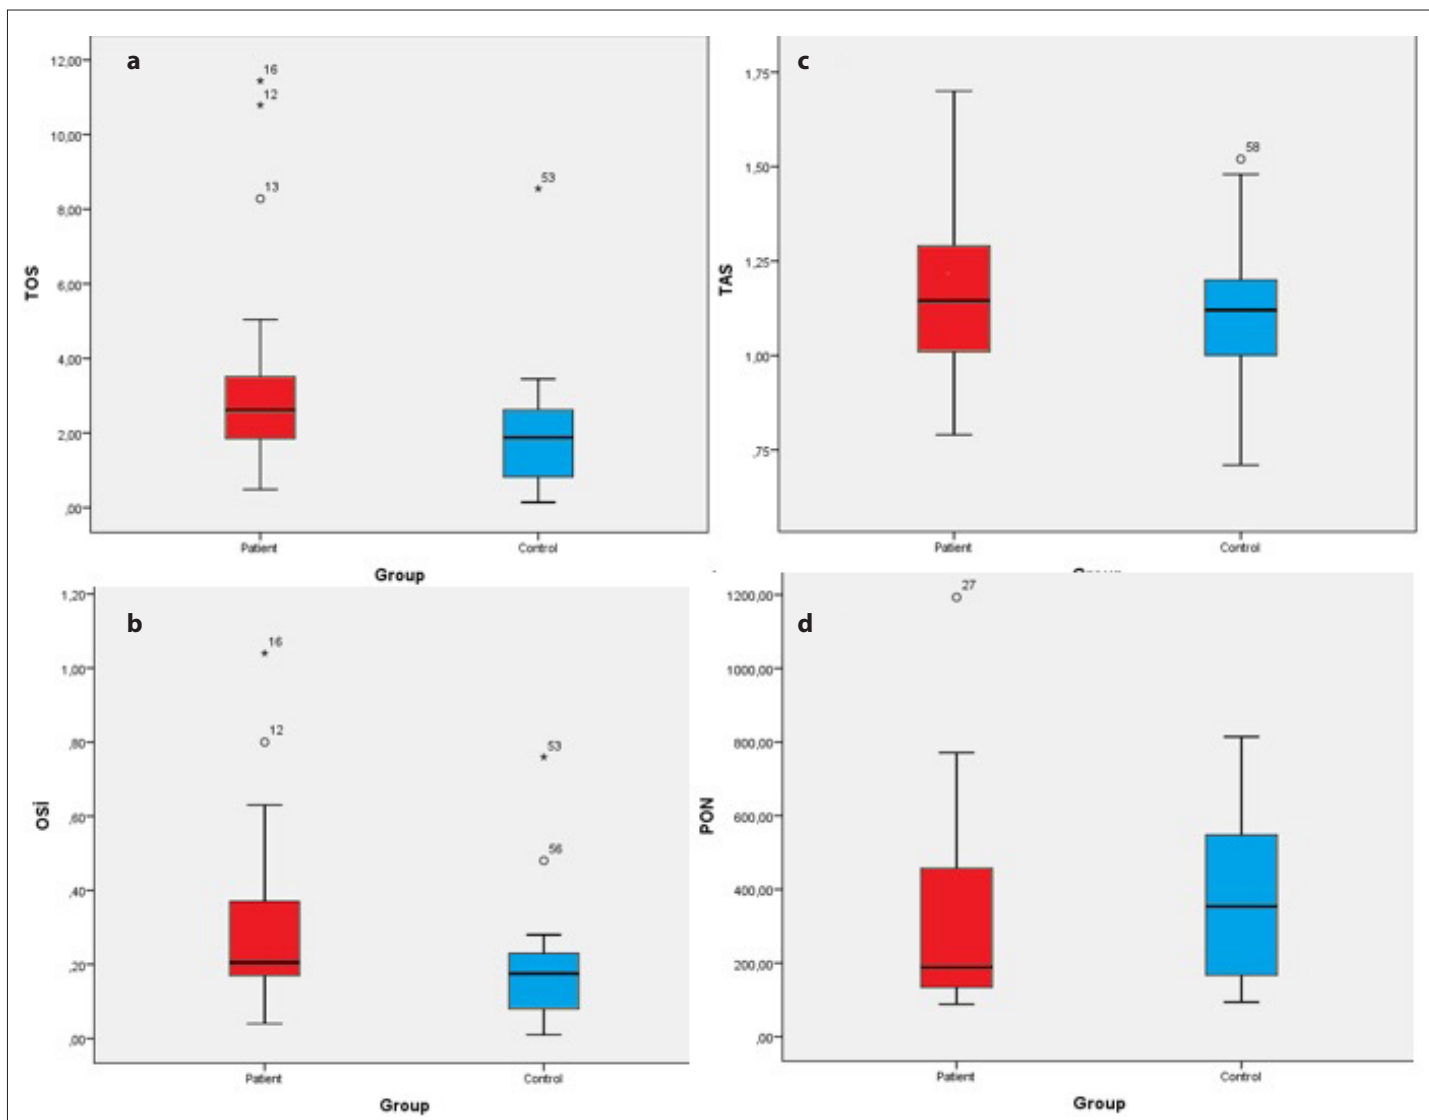 a
12,00
10,00
8,00
6,00
4,00
2,00
,00
TOS
16
12
13
53
Patient
Control
Group
c
1,75
1,50
1,25
1,00
,75
TAS
58
Patient
Control
b
1,20
1,00
,80
,60
,40
,20
,00
OSİ
16
12
53
56
Patient
Control
Group
d
1200,00
1000,00
800,00
600,00
400,00
200,00
,00
PON
27
Patient
Control
Group